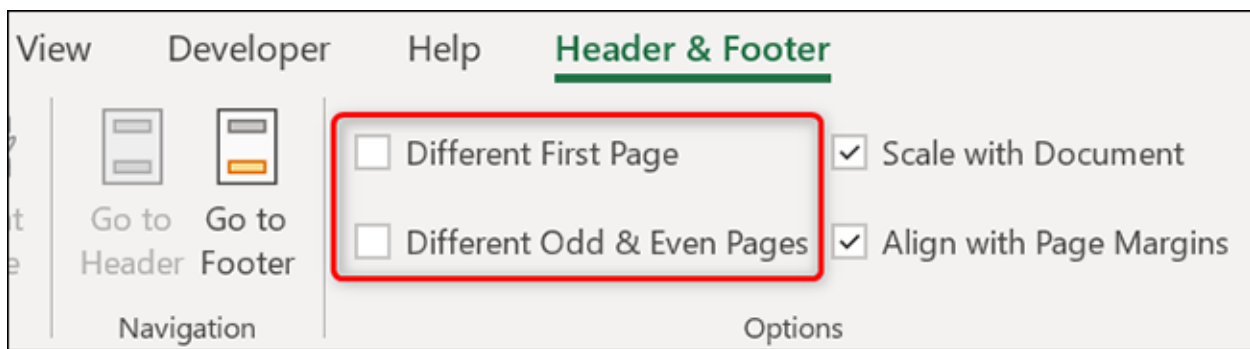 View Developer Help Header & Footer
Different First Page Scale with Document
Go to Go to
Header Footer
Different Odd & Even Pages Align with Page Margins
Navigation Options